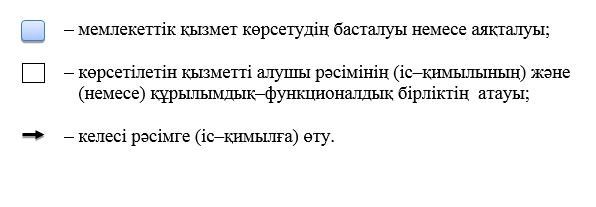 – мемлекеттік қызмет көрсетудің басталуы немесе аяқталуы;
– көрсетілетін қызметті алушы рәсімінің (іс–қимылының) және
(немесе) құрылымдық–функционалдық бірліктің атауы;
– келесі рәсімге (іс–қимылға) өту.